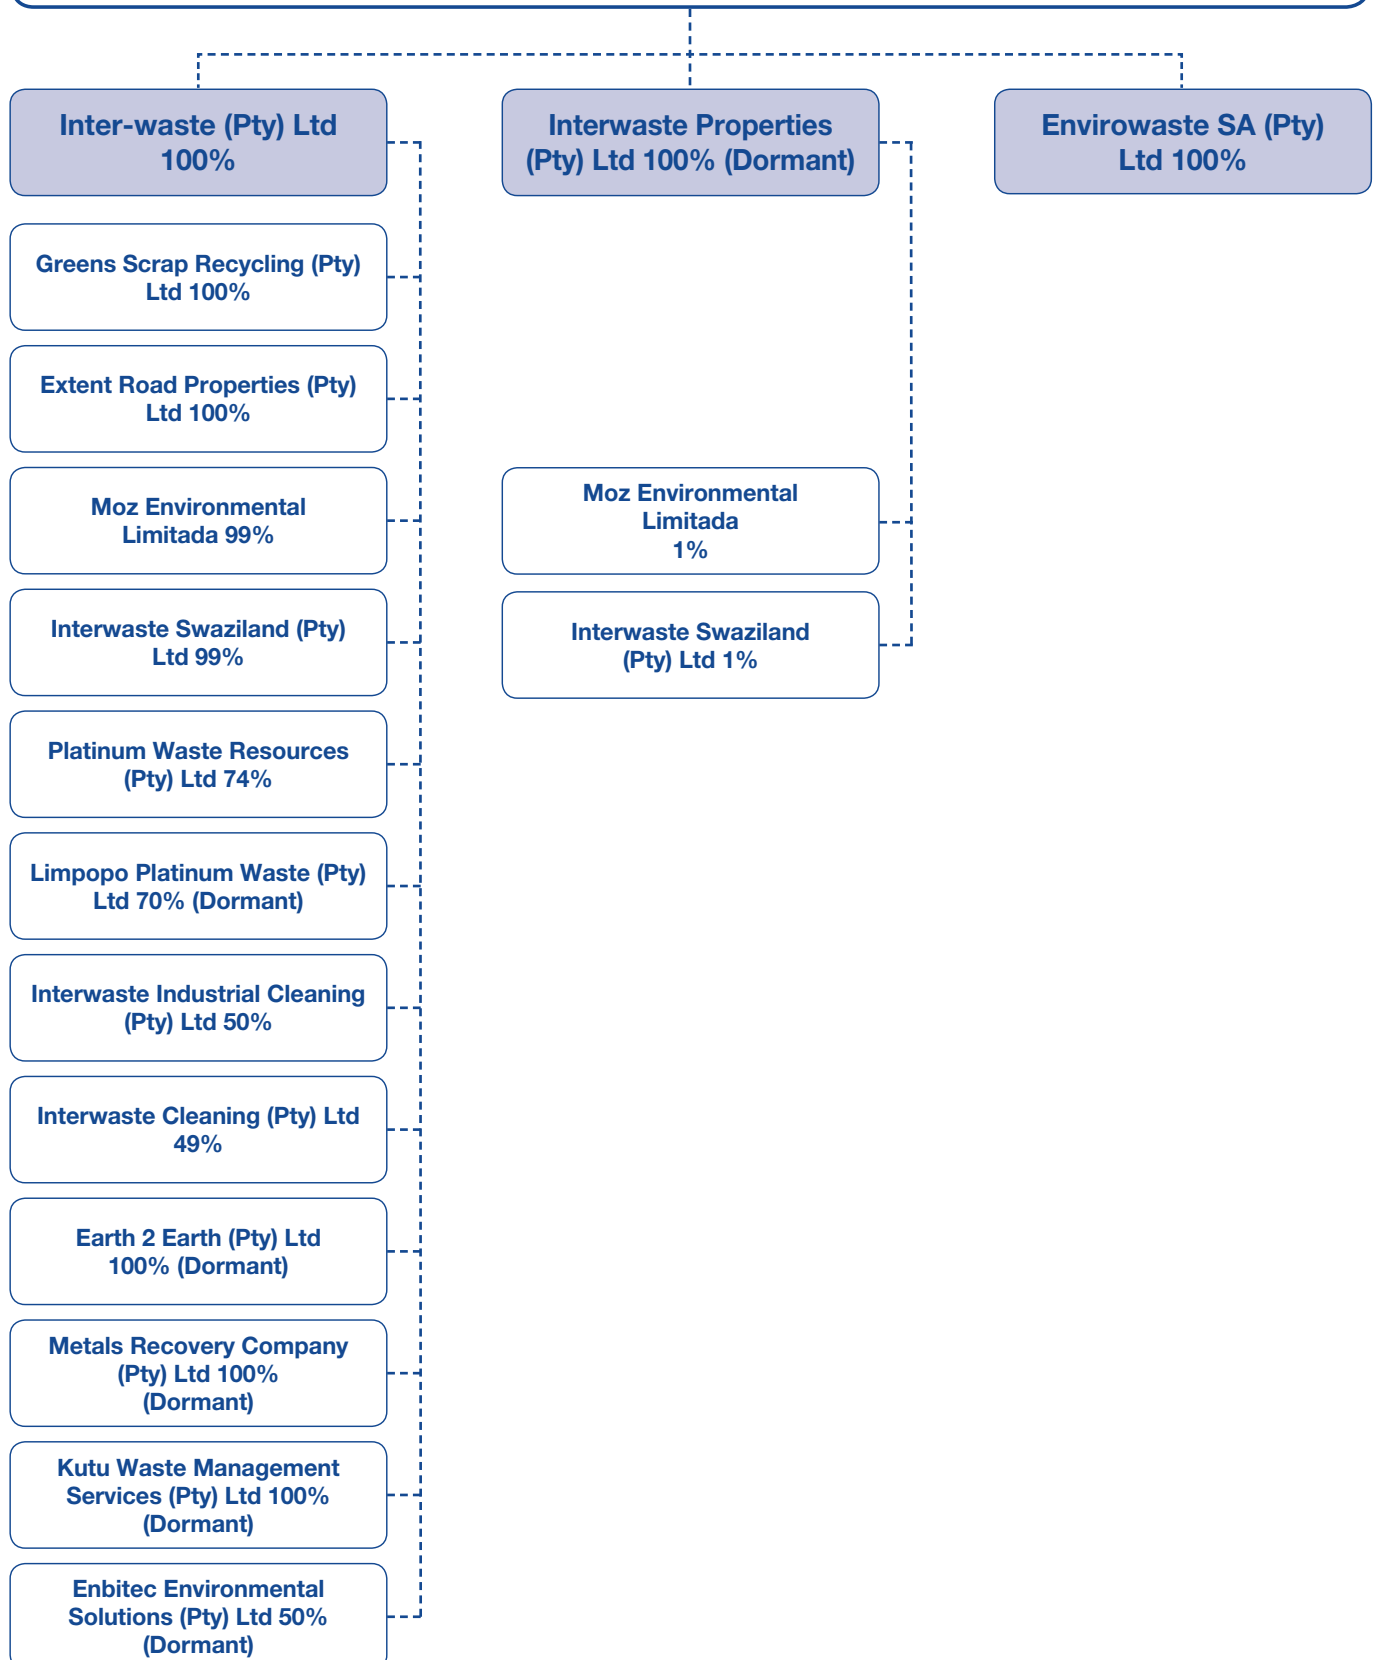 Inter-waste (Pty) Ltd
100%
Interwaste Properties
(Pty) Ltd 100% (Dormant)
Envirowaste SA (Pty)
Ltd 100%
Greens Scrap Recycling (Pty)
Ltd 100%
Extent Road Properties (Pty)
Ltd 100%
Moz Environmental
Limitada 99%
Moz Environmental
Limitada
1%
Interwaste Swaziland (Pty)
Ltd 99%
Interwaste Swaziland
(Pty) Ltd 1%
Platinum Waste Resources
(Pty) Ltd 74%
Limpopo Platinum Waste (Pty)
Ltd 70% (Dormant)
Interwaste Industrial Cleaning
(Pty) Ltd 50%
Interwaste Cleaning (Pty) Ltd
49%
Earth 2 Earth (Pty) Ltd
100% (Dormant)
Metals Recovery Company
(Pty) Ltd 100%
(Dormant)
Kutu Waste Management
Services (Pty) Ltd 100%
(Dormant)
Enbitec Environmental
Solutions (Pty) Ltd 50%
(Dormant)